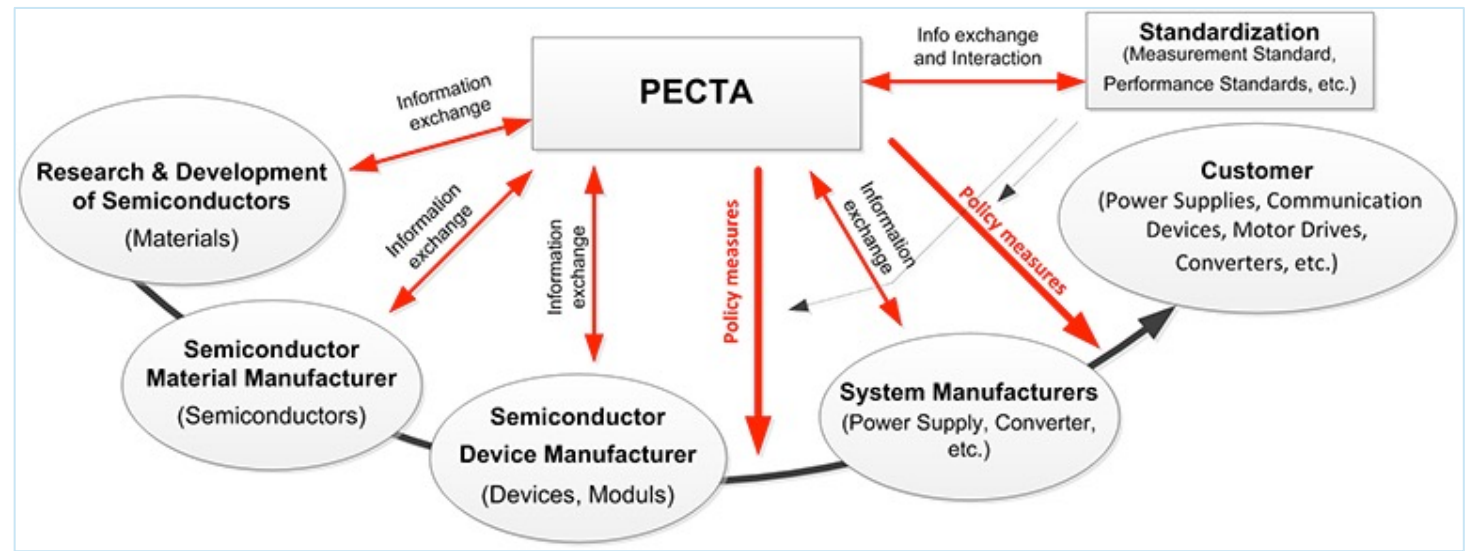 PECTA
Info exchange
and Interaction
Standardization
(Measurement Standard,
Performance Standards, etc.)
Information
exchange
Research & Development
of Semiconductors
(Materials)
Information
exchange
Information
exchange
Policy measures
Information
exchange
Policy measures
Customer
(Power Supplies, Communication
Devices, Motor Drives,
Converters, etc.)
Semiconductor
Material Manufacturer
(Semiconductors)
Semiconductor
Device Manufacturer
(Devices, Moduls)
System Manufacturers
(Power Supply, Converter,
etc.)